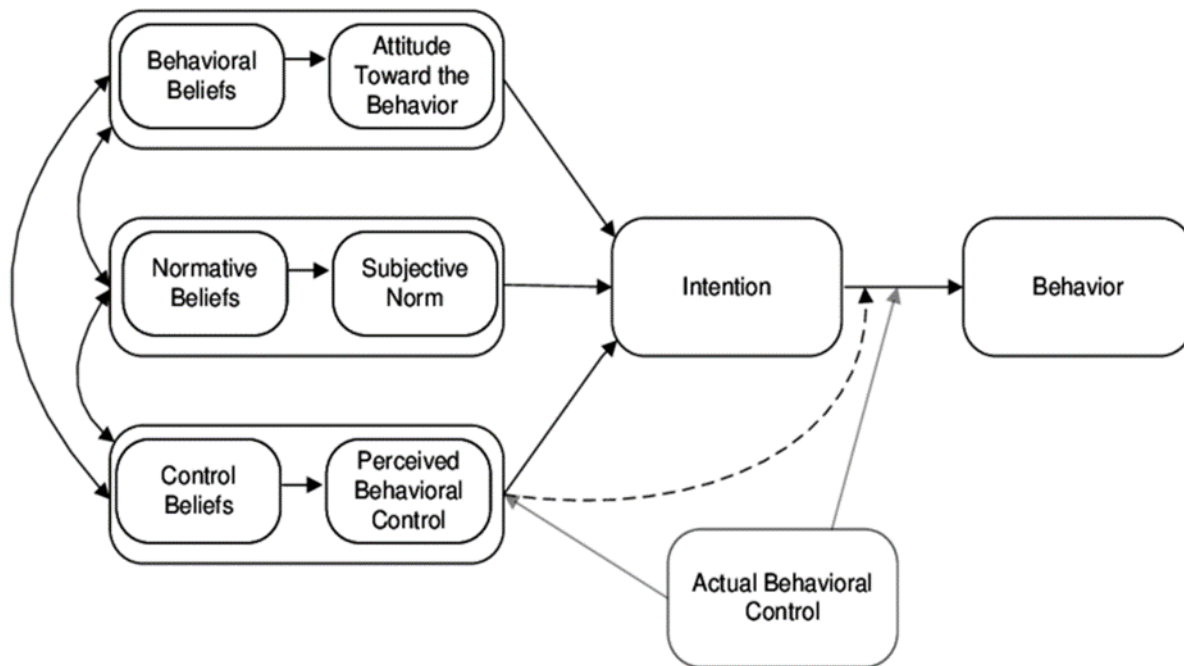 Behavioral
Beliefs
Attitude
Toward the
Behavior
Normative
Beliefs
Subjective
Norm
Intention
Behavior
Control
Beliefs
Perceived
Behavioral
Control
Actual Behavioral
Control